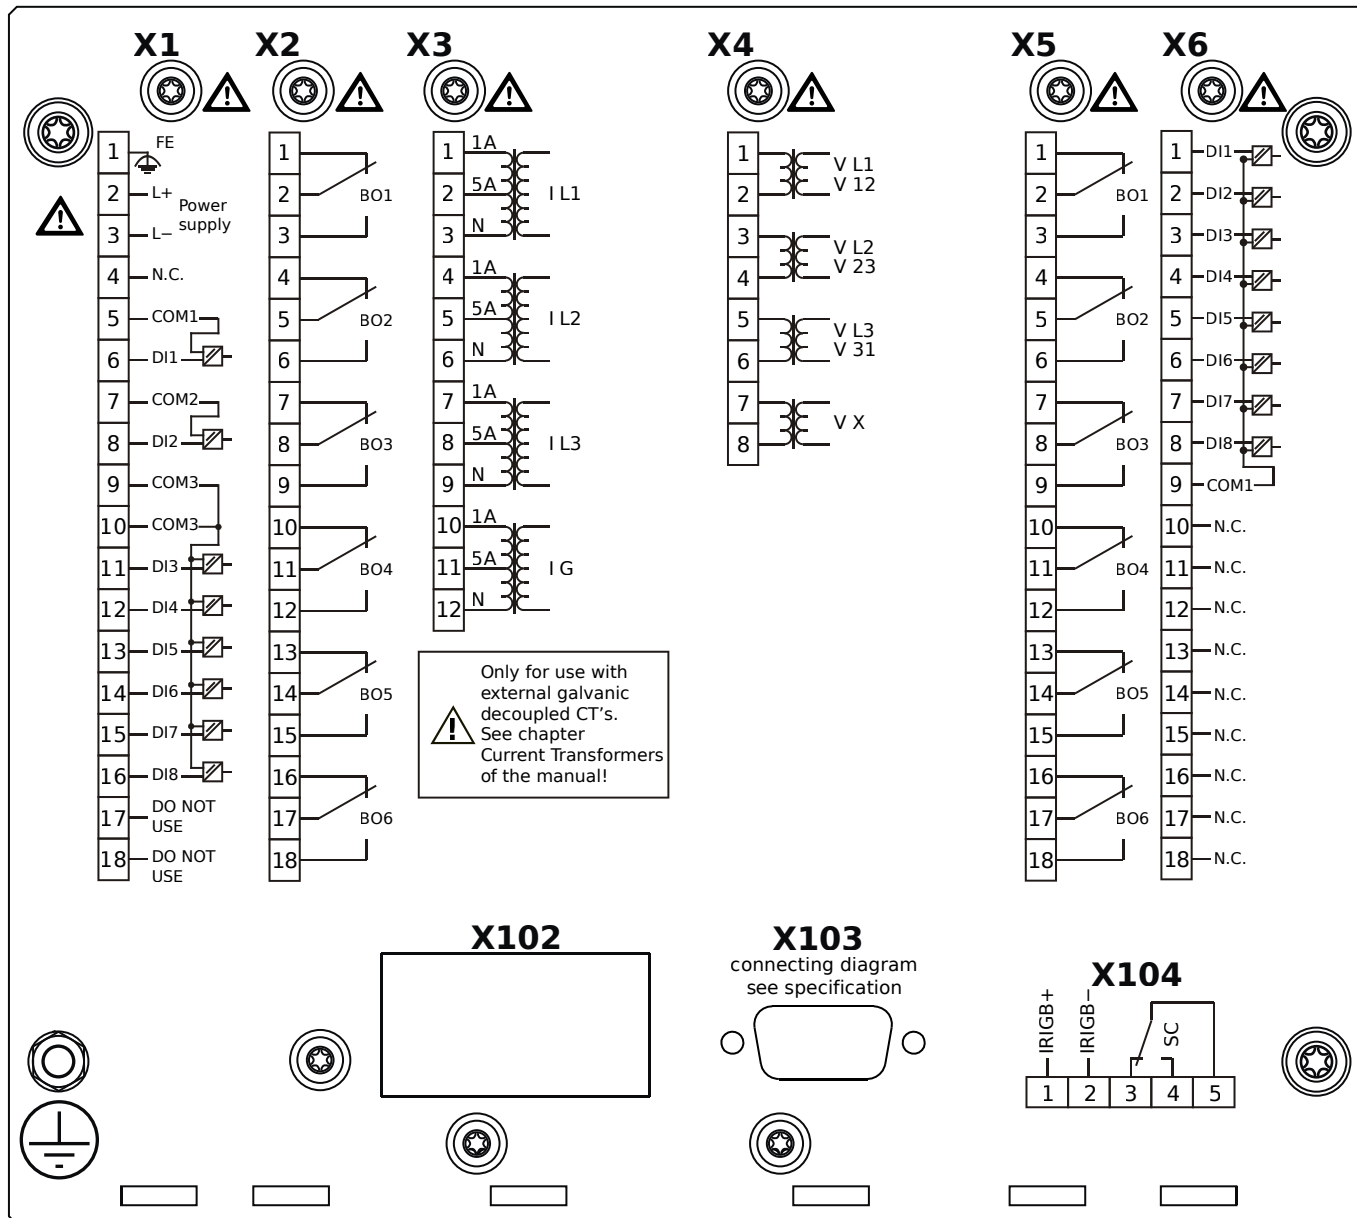 X1
X2
X3
X4
X5
X6
1 FE
2 L+ Power
supply
3 L−
4 N.C.
5 COM1
6 DI1
7 COM2
8 DI2
9 COM3
10 COM3
11 DI3
12 DI4
13 DI5
14 DI6
15 DI7
16 DI8
17 DO NOT
USE
18 DO NOT
USE
1
2 BO1
3
4
5 BO2
6
7
8 BO3
9
10
11 BO4
12
13
14 BO5
15
16
17 BO6
18
1 1A
2 5A I L1
3 N
4 1A
5 5A I L2
6 N
7 1A
8 5A I L3
9 N
10 1A
11 5A I G
12 N
Only for use with
external galvanic
decoupled CT's.
See chapter
Current Transformers
of the manual!
1 V L1
2 V 12
3 V L2
4 V 23
5 V L3
6 V 31
7 V X
8
1
2 BO1
3
4
5 BO2
6
7
8 BO3
9
10
11 BO4
12
13
14 BO5
15
16
17 BO6
18
1 DI1
2 DI2
3 DI3
4 DI4
5 DI5
6 DI6
7 DI7
8 DI8
9 COM1
10 N.C.
11 N.C.
12 N.C.
13 N.C.
14 N.C.
15 N.C.
16 N.C.
17 N.C.
18 N.C.
X102
X103
connecting diagram
see specification
X104
IRIGB+
IRIGB−
SC
1 2 3 4 5